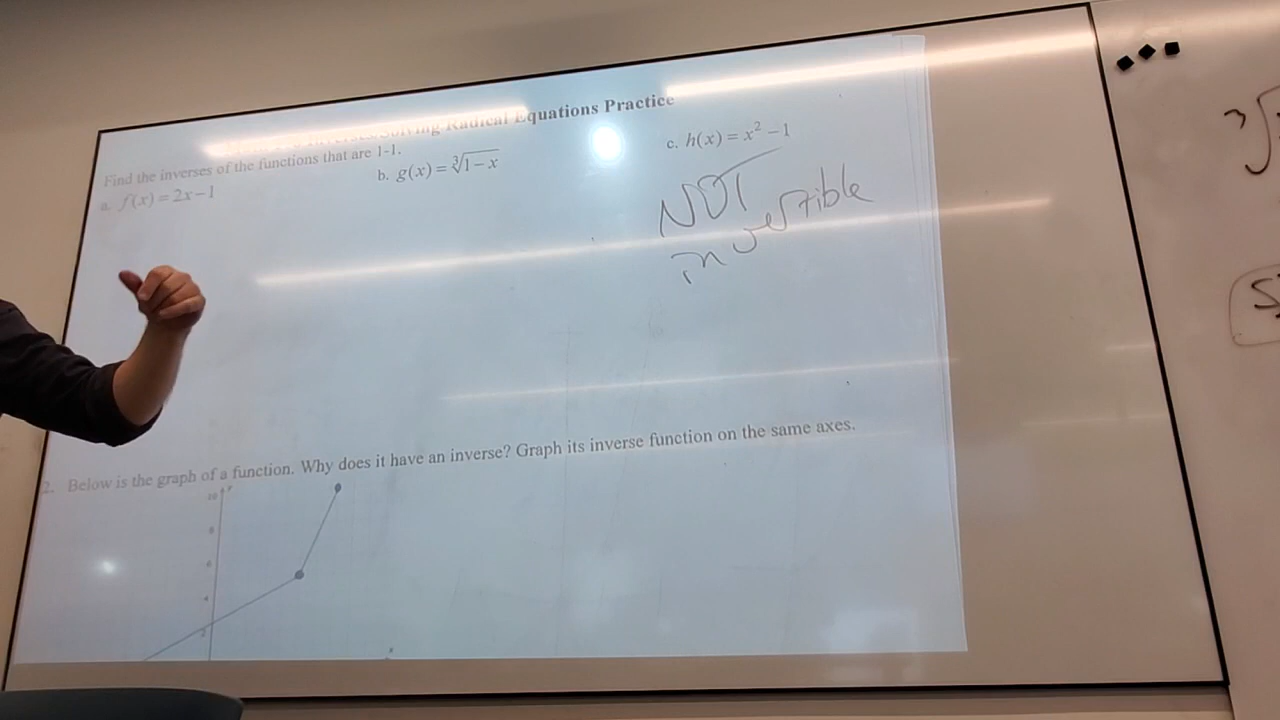 Radical Equations Practice
Find the inverses of the functions that are 1-1.
a. f(x) = 2x−1
b. g(x) = ∛1−x
c. h(x) = x² −1
NOT
invertible
2. Below is the graph of a function. Why does it have an inverse? Graph its inverse function on the same axes.
10 y
8
6
4
2
3√